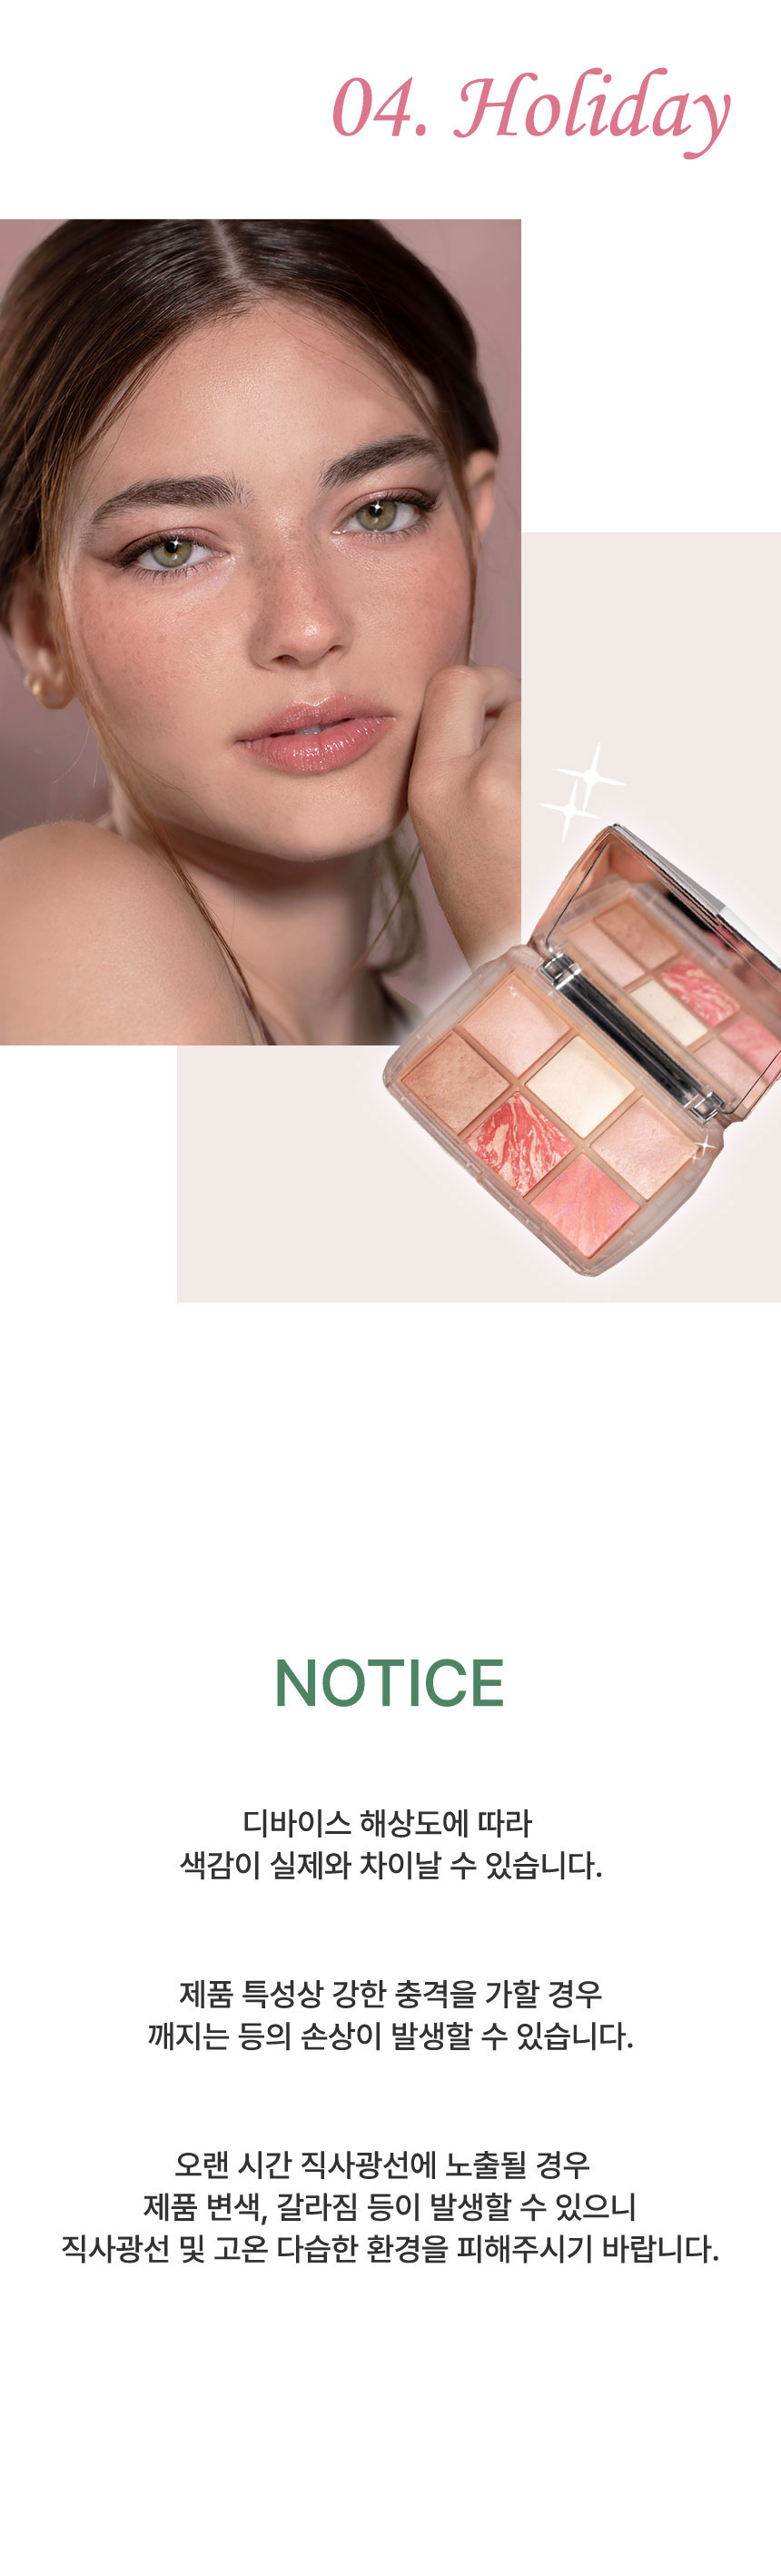 04. Holiday
NOTICE
디바이스 해상도에 따라
색감이 실제와 차이날 수 있습니다.
제품 특성상 강한 충격을 가할 경우
깨지는 등의 손상이 발생할 수 있습니다.
오랜 시간 직사광선에 노출될 경우
제품 변색, 갈라짐 등이 발생할 수 있으니
직사광선 및 고온 다습한 환경을 피해주시기 바랍니다.